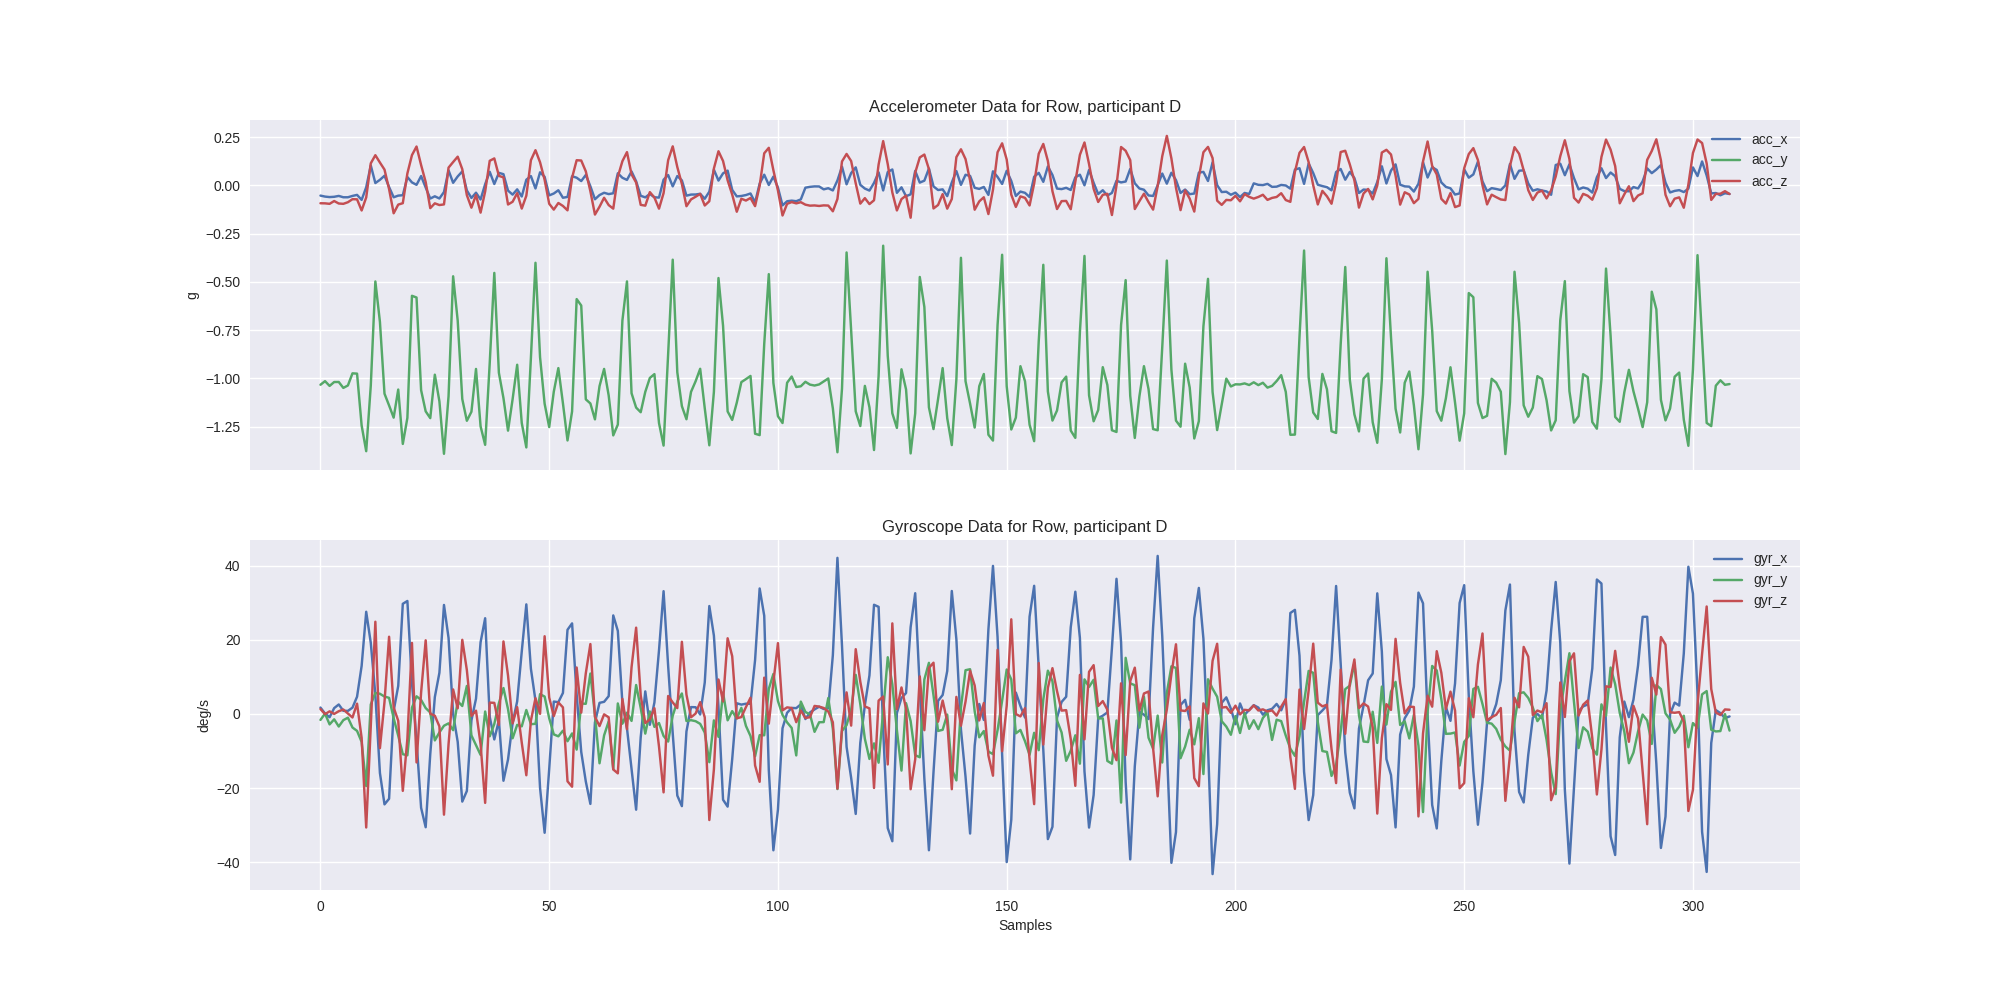 Accelerometer Data for Row, participant D
0.25
0.00
−0.25
−0.50
−0.75
−1.00
−1.25
g
acc_x
acc_y
acc_z
Gyroscope Data for Row, participant D
40
20
0
−20
−40
deg/s
gyr_x
gyr_y
gyr_z
0 50 100 150 200 250 300
Samples